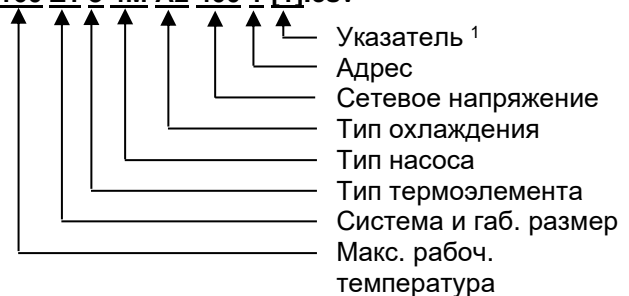 Указатель ¹
Адрес
Сетевое напряжение
Тип охлаждения
Тип насоса
Тип термоэлемента
Система и габ. размер
Макс. рабоч.
температура